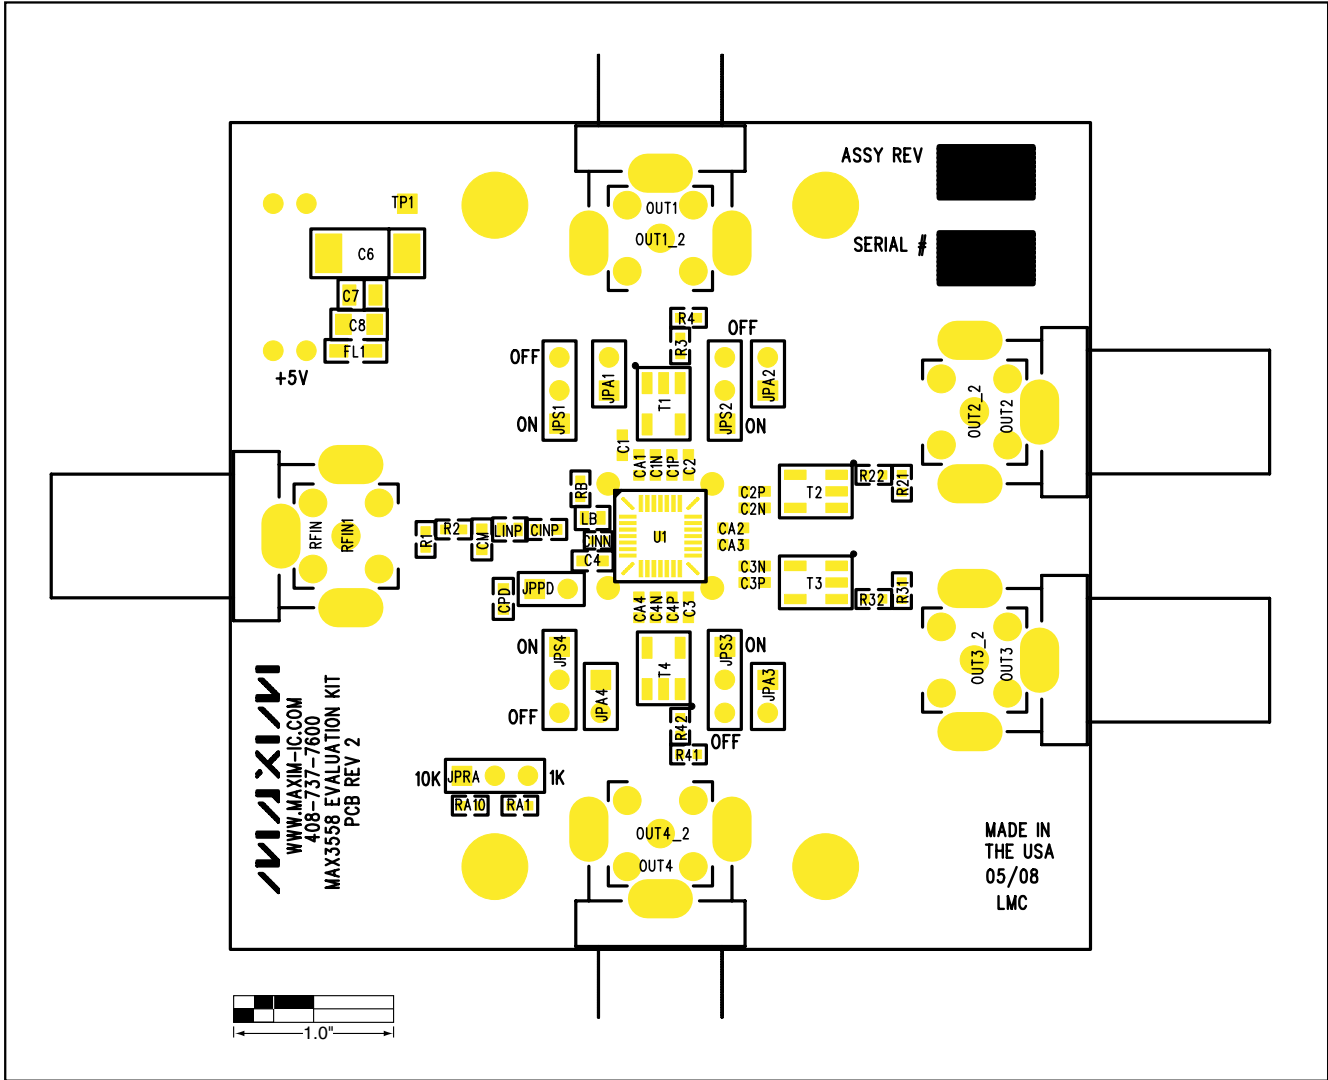 ASSY REV
SERIAL #
TP1
C6
C7
C8
FL1
+5V
OUT1
OUT1_2
R4
R3
OFF
OFF
ON
JPS1
JPA1
T1
JPS2
JPA2
ON
OUT2_2
OUT2
C1
CA1
C1N
C1P
C2
RB
LB
CINN
C4
U1
C2P
C2N
CA2
CA3
C3N
C3P
T2
R22
R21
T3
R32
R31
RFIN
RFIN1
R1
R2
CM
LINP
CINP
CPD
JPPD
CA4
C4N
C4P
C3
ON
JPS4
OFF
JPA4
T4
JPS3
ON
JPA3
R42
OFF
R41
OUT3_2
OUT3
MAXIM
WWW.MAXIM-IC.COM
408-737-7600
MAX3558 EVALUATION KIT
PCB REV 2
10K
JPRA
1K
RA10
RA1
OUT4_2
OUT4
MADE IN
THE USA
05/08
LMC
1.0"